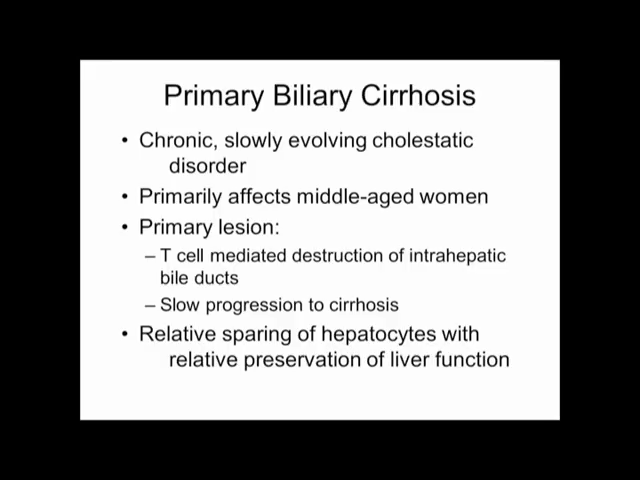 Primary Biliary Cirrhosis
• Chronic, slowly evolving cholestatic
disorder
• Primarily affects middle-aged women
• Primary lesion:
– T cell mediated destruction of intrahepatic
bile ducts
– Slow progression to cirrhosis
• Relative sparing of hepatocytes with
relative preservation of liver function